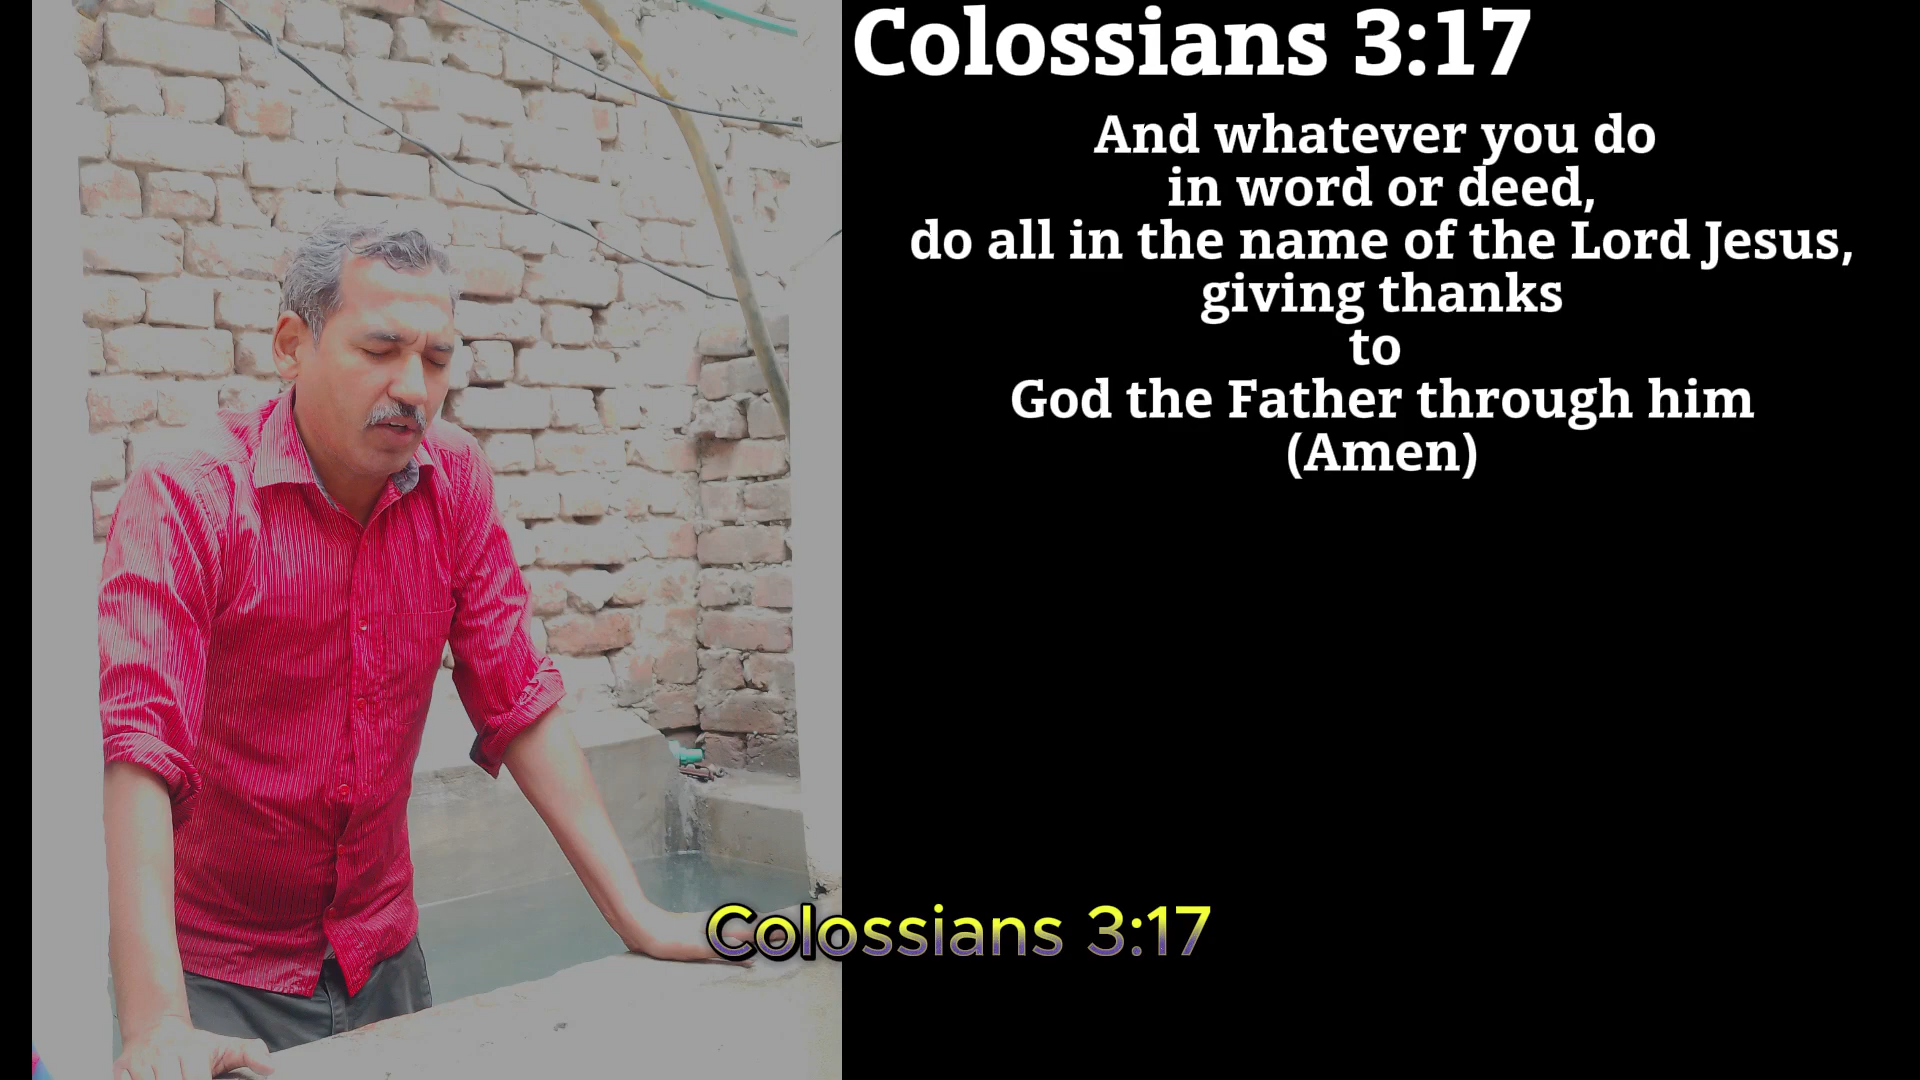 Colossians 3:17
And whatever you do
in word or deed,
do all in the name of the Lord Jesus,
giving thanks
to
God the Father through him
(Amen)
Colossians 3:17